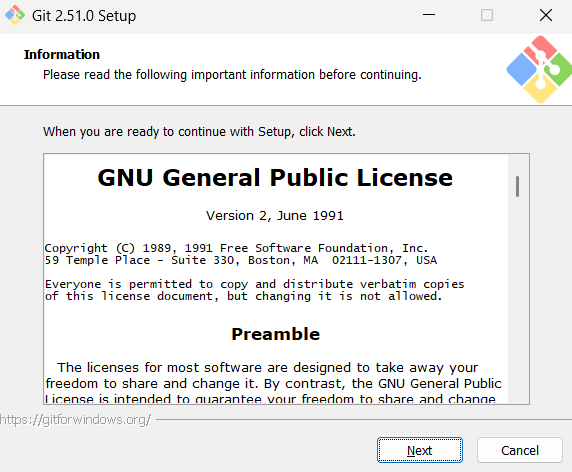 Git 2.51.0 Setup
Information
Please read the following important information before continuing.
When you are ready to continue with Setup, click Next.
GNU General Public License
Version 2, June 1991
Copyright (C) 1989, 1991 Free Software Foundation, Inc.
59 Temple Place - Suite 330, Boston, MA  02111-1307, USA
Everyone is permitted to copy and distribute verbatim copies
of this license document, but changing it is not allowed.
Preamble
The licenses for most software are designed to take away your
freedom to share and change it. By contrast, the GNU General Public
License is intended to guarantee your freedom to share and change
https://gitforwindows.org/
Next
Cancel